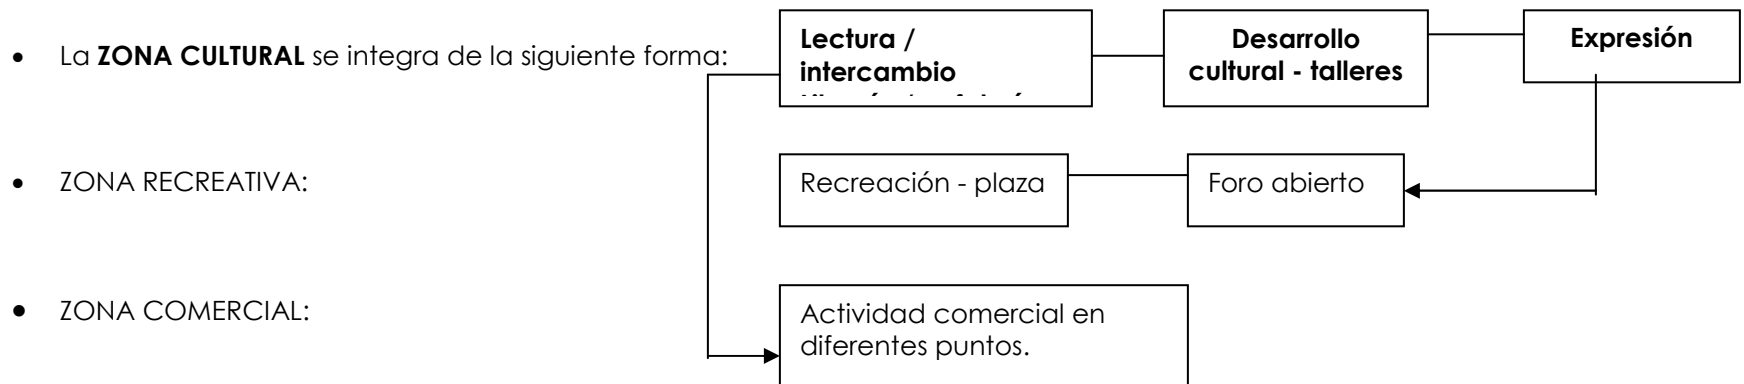 • La ZONA CULTURAL se integra de la siguiente forma:
Lectura /
intercambio
Desarrollo
cultural - talleres
Expresión
• ZONA RECREATIVA:
Recreación - plaza
Foro abierto
• ZONA COMERCIAL:
Actividad comercial en
diferentes puntos.